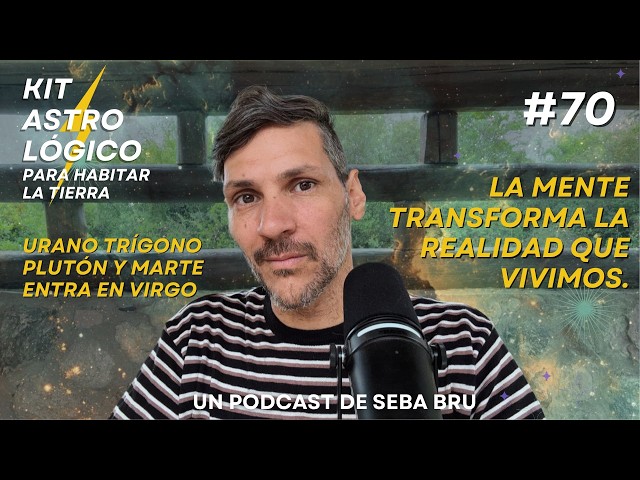 KIT
ASTRO
LÓGICO
PARA HABITAR
LA TIERRA
URANO TRÍGONO
PLUTÓN Y MARTE
ENTRA EN VIRGO
#70
LA MENTE
TRANSFORMA LA
REALIDAD QUE
VIVIMOS.
UN PODCAST DE SEBA BRU